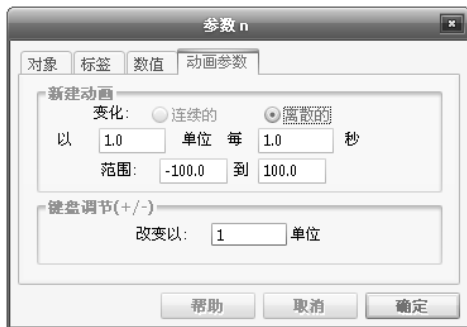 参数 n
对象 标签 数值 动画参数
新建动画
变化: 连续的 离散的
以 1.0 单位 每 1.0 秒
范围: -100.0 到 100.0
键盘调节(+/-)
改变以: 1 单位
帮助 取消 确定